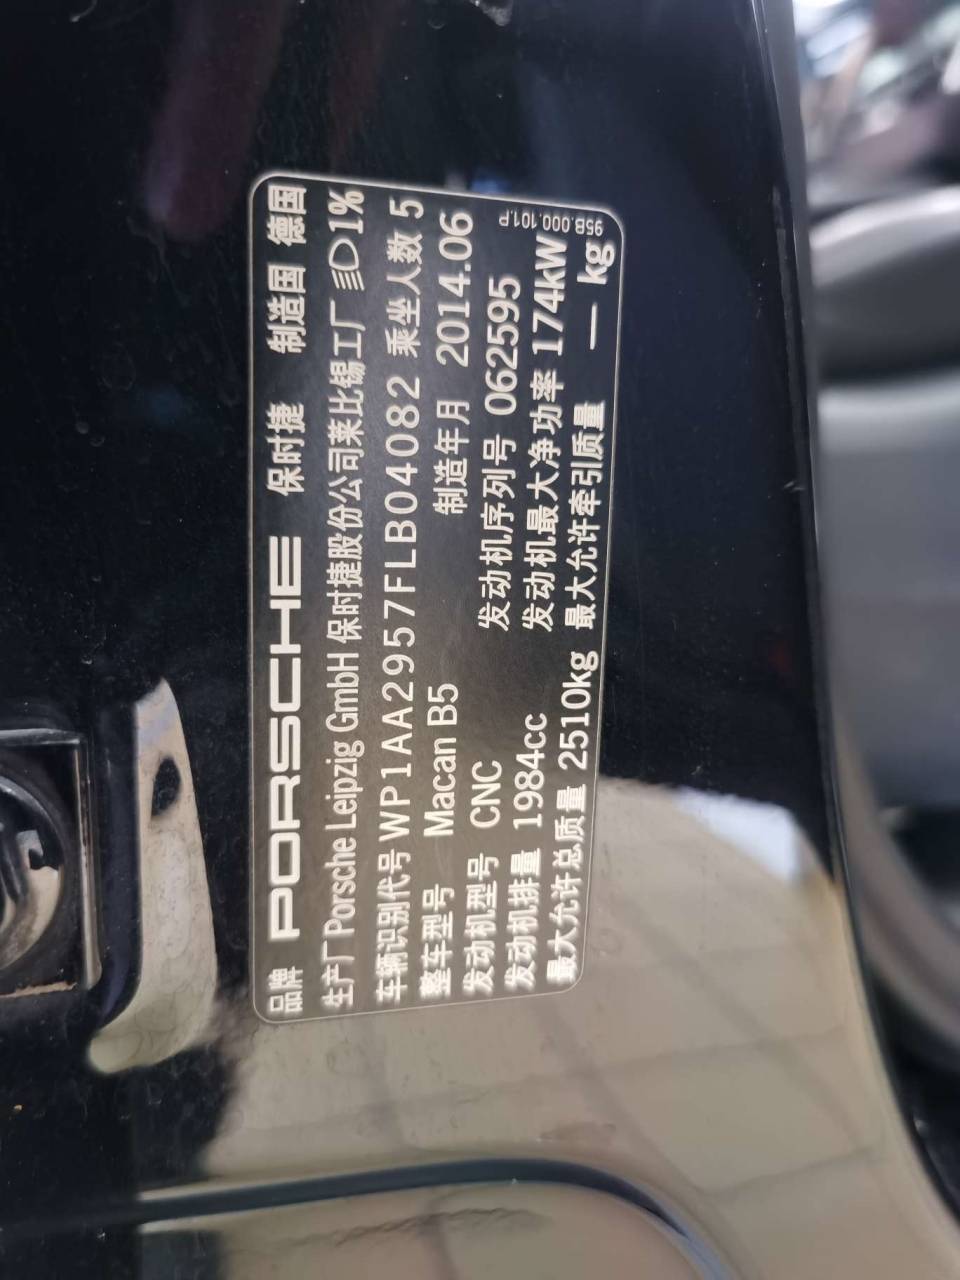 品牌 PORSCHE 保时捷 制造国 德国
生产厂 Porsche Leipzig GmbH 保时捷股份公司莱比锡工厂 1%
车辆识别代号 WP1AA2957FLB04082 乘坐人数 5
整车型号 Macan B5 制造年月 2014.06
发动机型号 CNC 发动机序列号 062595
发动机排量 1984cc 发动机最大净功率 174kW
最大允许总质量 2510kg 最大允许牵引质量 — kg
95B.000.101.P